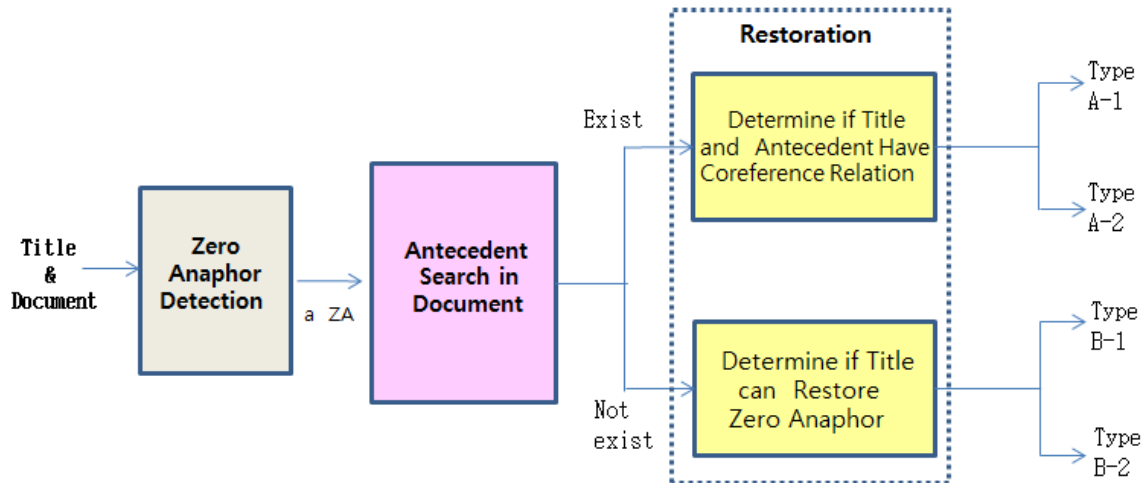 Title
&
Document
Zero
Anaphor
Detection
a ZA
Antecedent
Search in
Document
Exist
Not
exist
Restoration
Determine if Title
and Antecedent Have
Coreference Relation
Determine if Title
can Restore
Zero Anaphor
Type
A-1
Type
A-2
Type
B-1
Type
B-2